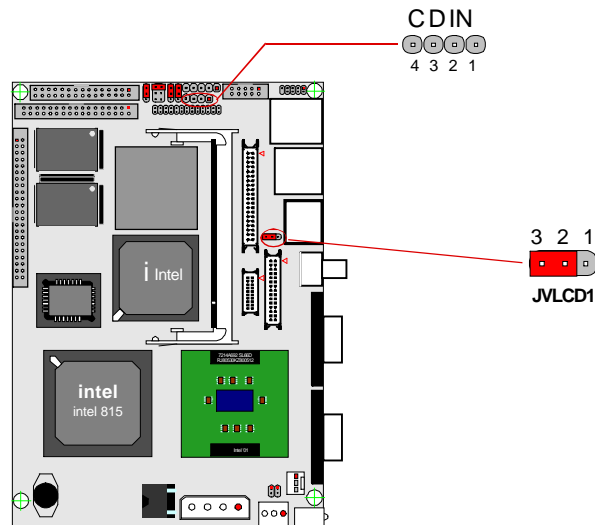 CDIN
4 3 2 1
3 2 1
JVLCD1
i Intel
intel
intel 815
Intel 01